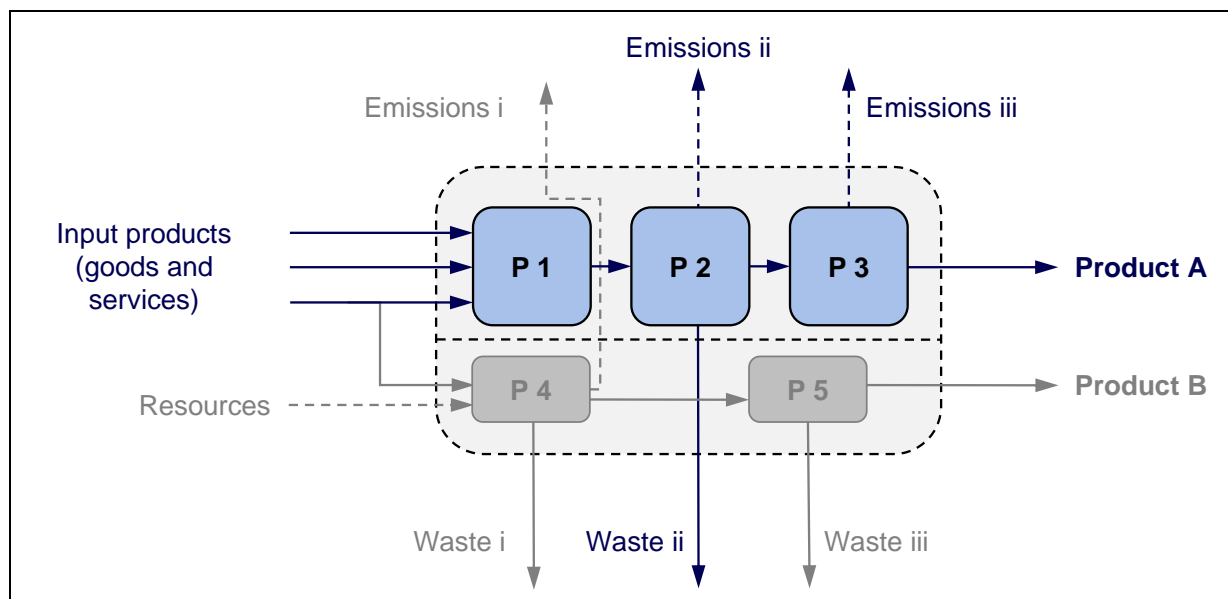 Emissions ii
Emissions i
Emissions iii
Input products
(goods and
services)
P 1
P 2
P 3
Product A
Resources
P 4
P 5
Product B
Waste i
Waste ii
Waste iii